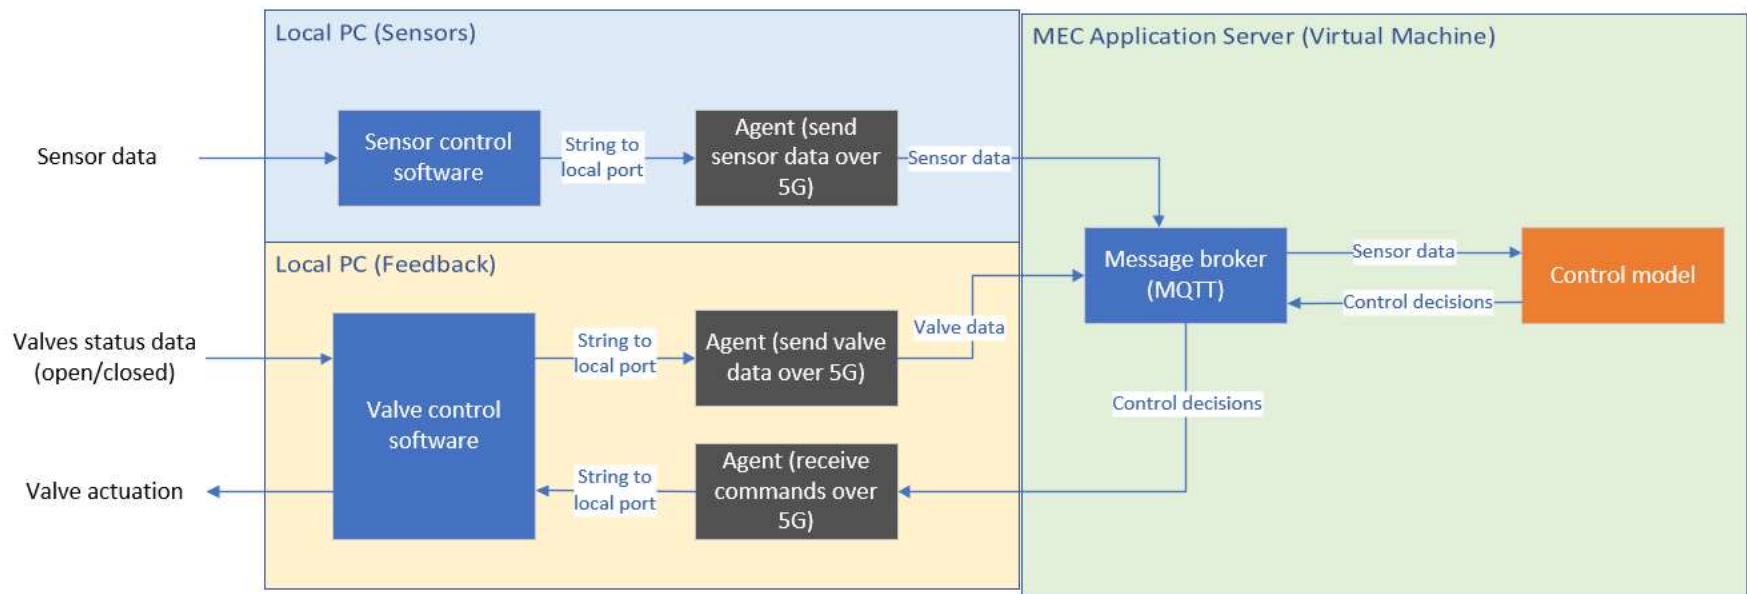 Local PC (Sensors)
MEC Application Server (Virtual Machine)
Sensor data
Sensor control
software
String to
local port
Agent (send
sensor data over
5G)
Sensor data
Local PC (Feedback)
Message broker
(MQTT)
Sensor data
Control decisions
Control model
Valves status data
(open/closed)
Valve control
software
String to
local port
Agent (send valve
data over 5G)
Valve data
Control decisions
Valve actuation
String to
local port
Agent (receive
commands over
5G)